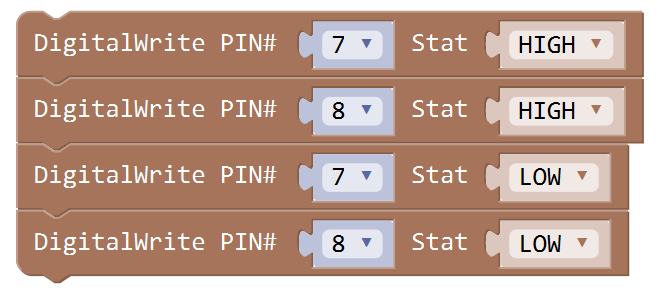 DigitalWrite PIN# 7 Stat HIGH
DigitalWrite PIN# 8 Stat HIGH
DigitalWrite PIN# 7 Stat LOW
DigitalWrite PIN# 8 Stat LOW